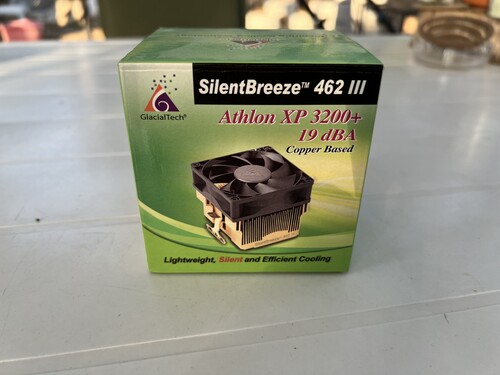 SilentBreeze™ 462 III
GlacialTech®
Athlon XP 3200+
19 dBA
Copper Based
Lightweight, Silent and Efficient Cooling